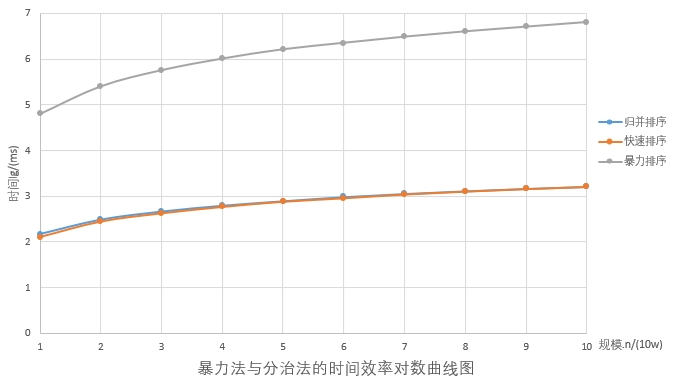 7
6
5
4
3
2
1
0
时间lg/(ms)
1 2 3 4 5 6 7 8 9 10
规模.n/(10w)
归并排序
快速排序
暴力排序
暴力法与分治法的时间效率对数曲线图